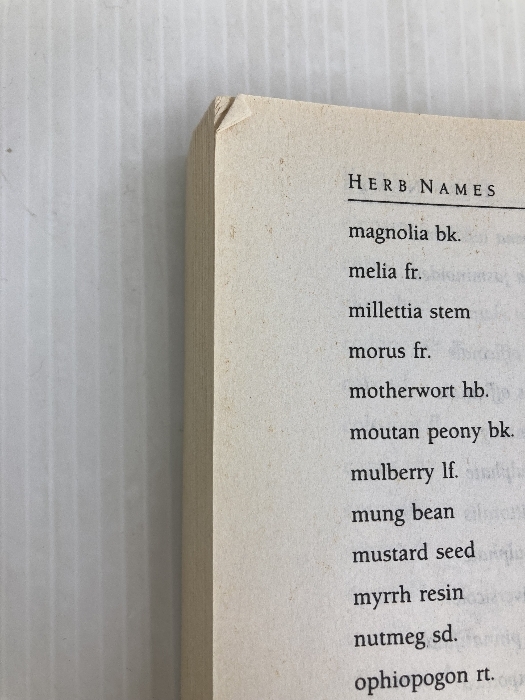 HERB NAMES
magnolia bk.
melia fr.
millettia stem
morus fr.
motherwort hb.
moutan peony bk.
mulberry lf.
mung bean
mustard seed
myrrh resin
nutmeg sd.
ophiopogon rt.